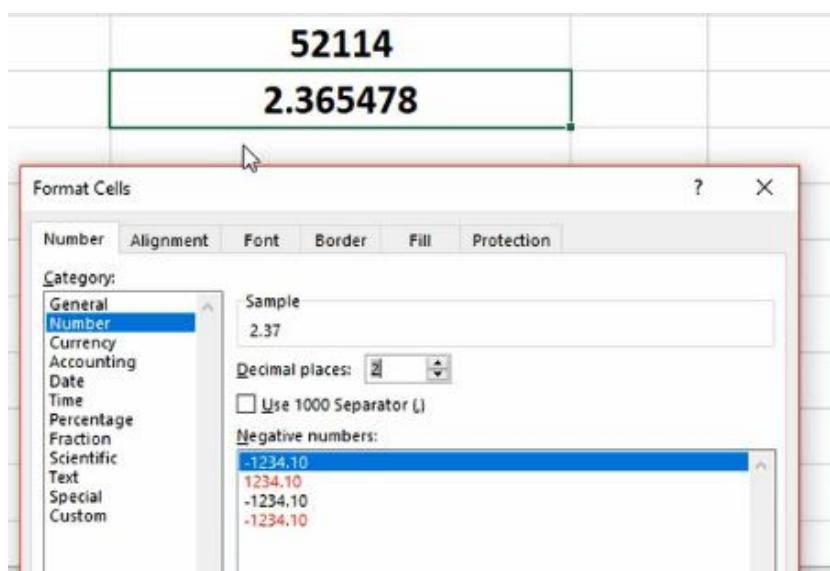 52114
2.365478
Format Cells ? X
Number Alignment Font Border Fill Protection
Category:
General
Number
Currency
Accounting
Date
Time
Percentage
Fraction
Scientific
Text
Special
Custom
Sample
2.37
Decimal places: 2
Use 1000 Separator (,)
Negative numbers:
-1234.10
1234.10
-1234.10
-1234.10